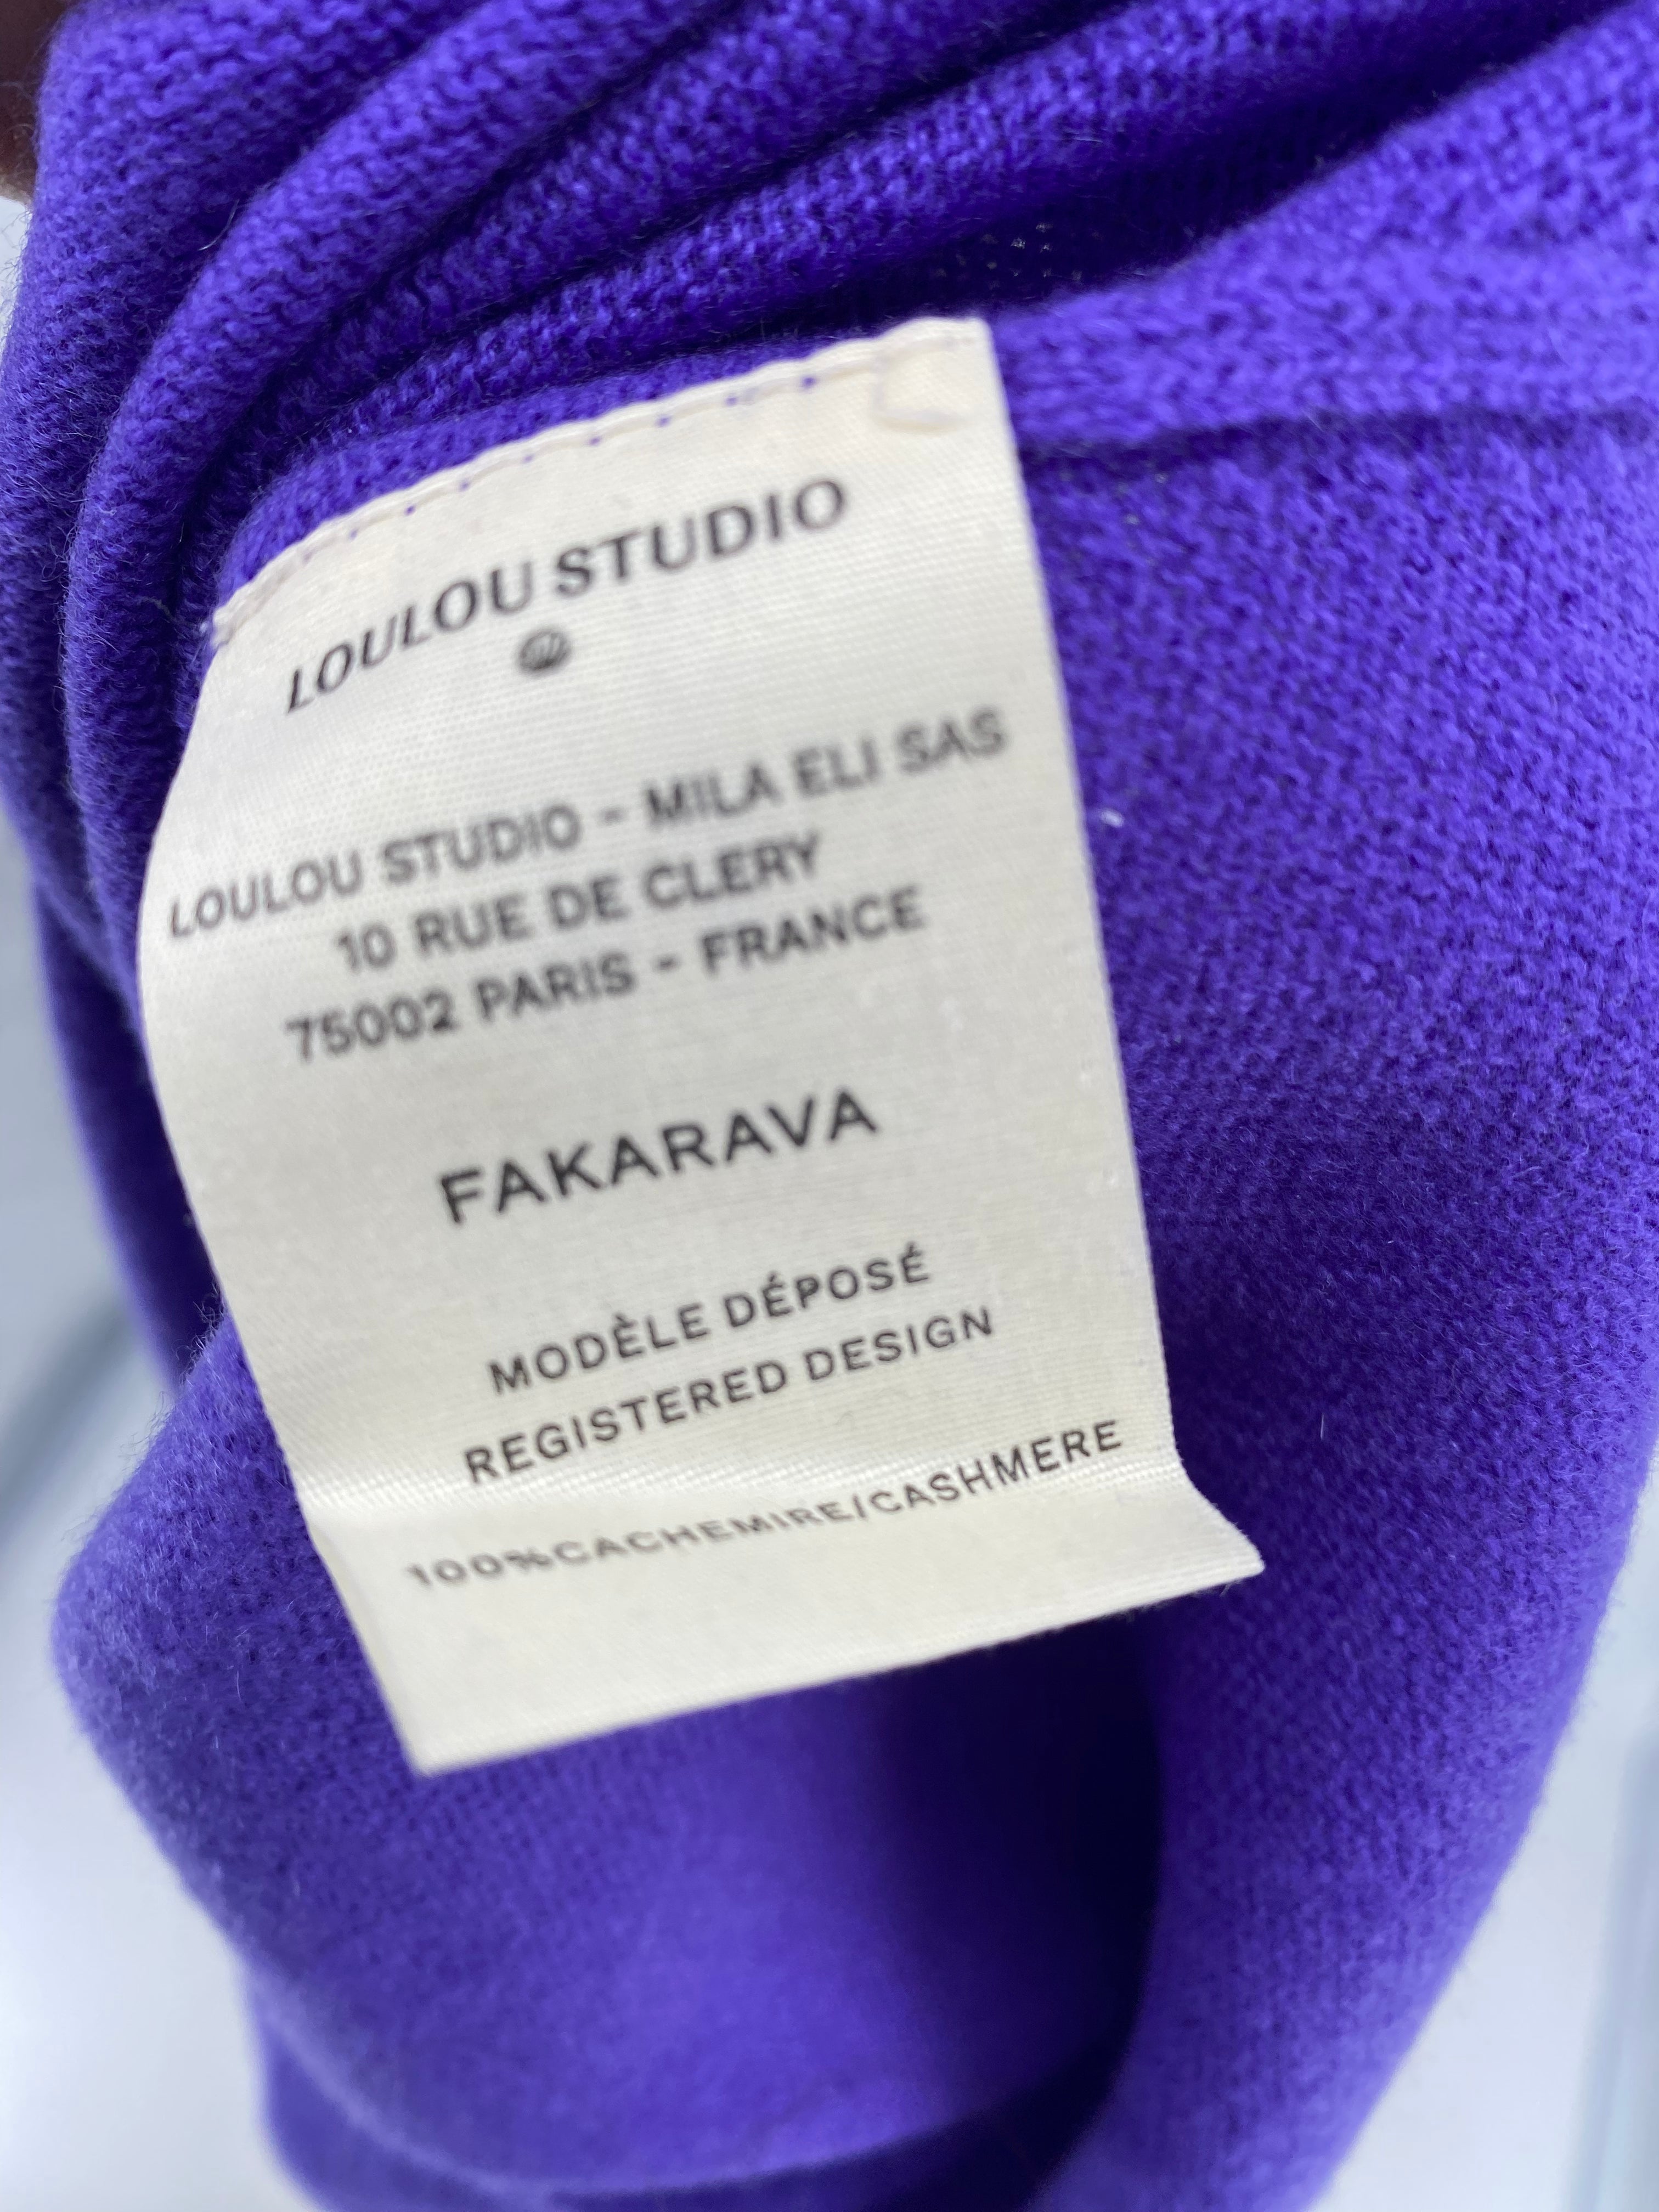 LOULOU STUDIO
LOULOU STUDIO - MILA ELI SAS
10 RUE DE CLERY
75002 PARIS - FRANCE
FAKARAVA
MODÈLE DÉPOSÉ
REGISTERED DESIGN
100%CACHEMIRE/CASHMERE